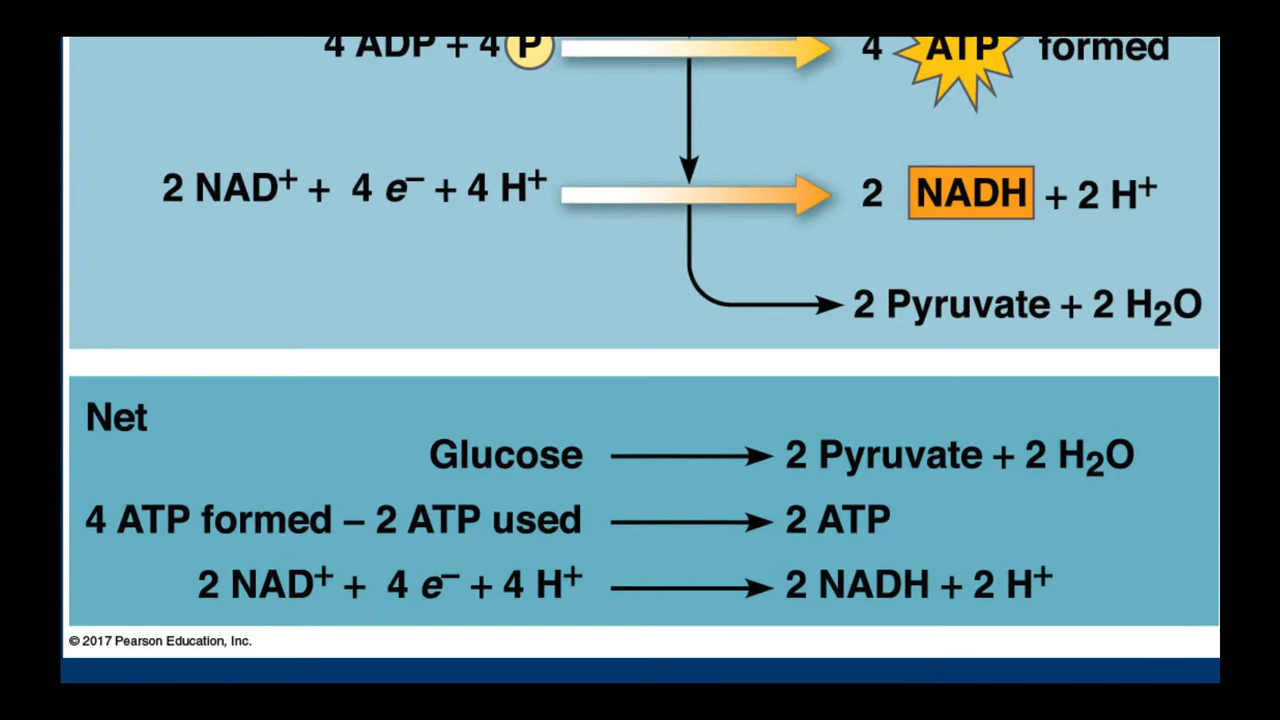 4 ADP + 4 P 4 ATP formed
2 NAD⁺ + 4 e⁻ + 4 H⁺ 2 NADH + 2 H⁺
2 Pyruvate + 2 H₂O
Net
Glucose 2 Pyruvate + 2 H₂O
4 ATP formed – 2 ATP used 2 ATP
2 NAD⁺ + 4 e⁻ + 4 H⁺ 2 NADH + 2 H⁺
© 2017 Pearson Education, Inc.